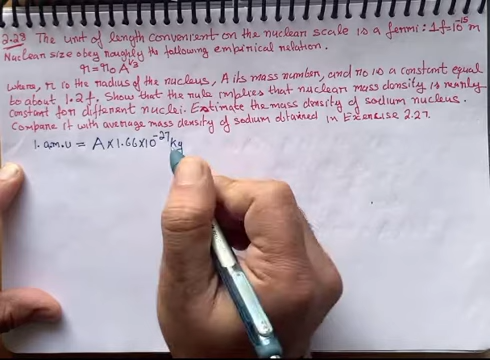 2.28 The unit of length convenient on the nuclear scale is a fermi : 1f = 10⁻¹⁵ m
Nuclear size obey roughly the following empirical relation.
r = r₀ A^1/3
where, r is the radius of the nucleus, A its mass number, and r₀ is a constant equal
to about 1.2 f. Show that the rule implies that nuclear mass density is nearly
constant for different nuclei. Estimate the mass density of sodium nucleus.
Compare it with average mass density of sodium obtained in Exercise 2.27.
1. a.m.u = A×1.66×10⁻²⁷ kg